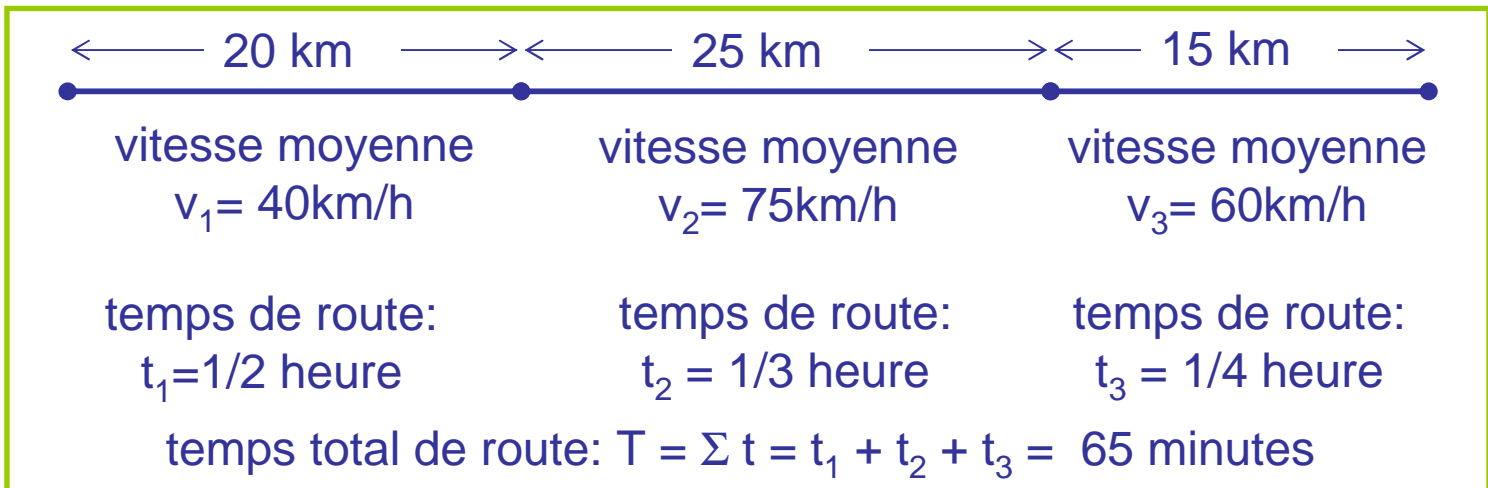 20 km 25 km 15 km
vitesse moyenne vitesse moyenne vitesse moyenne
v₁= 40km/h v₂= 75km/h v₃= 60km/h
temps de route: temps de route: temps de route:
t₁=1/2 heure t₂ = 1/3 heure t₃ = 1/4 heure
temps total de route: T = Σ t = t₁ + t₂ + t₃ = 65 minutes